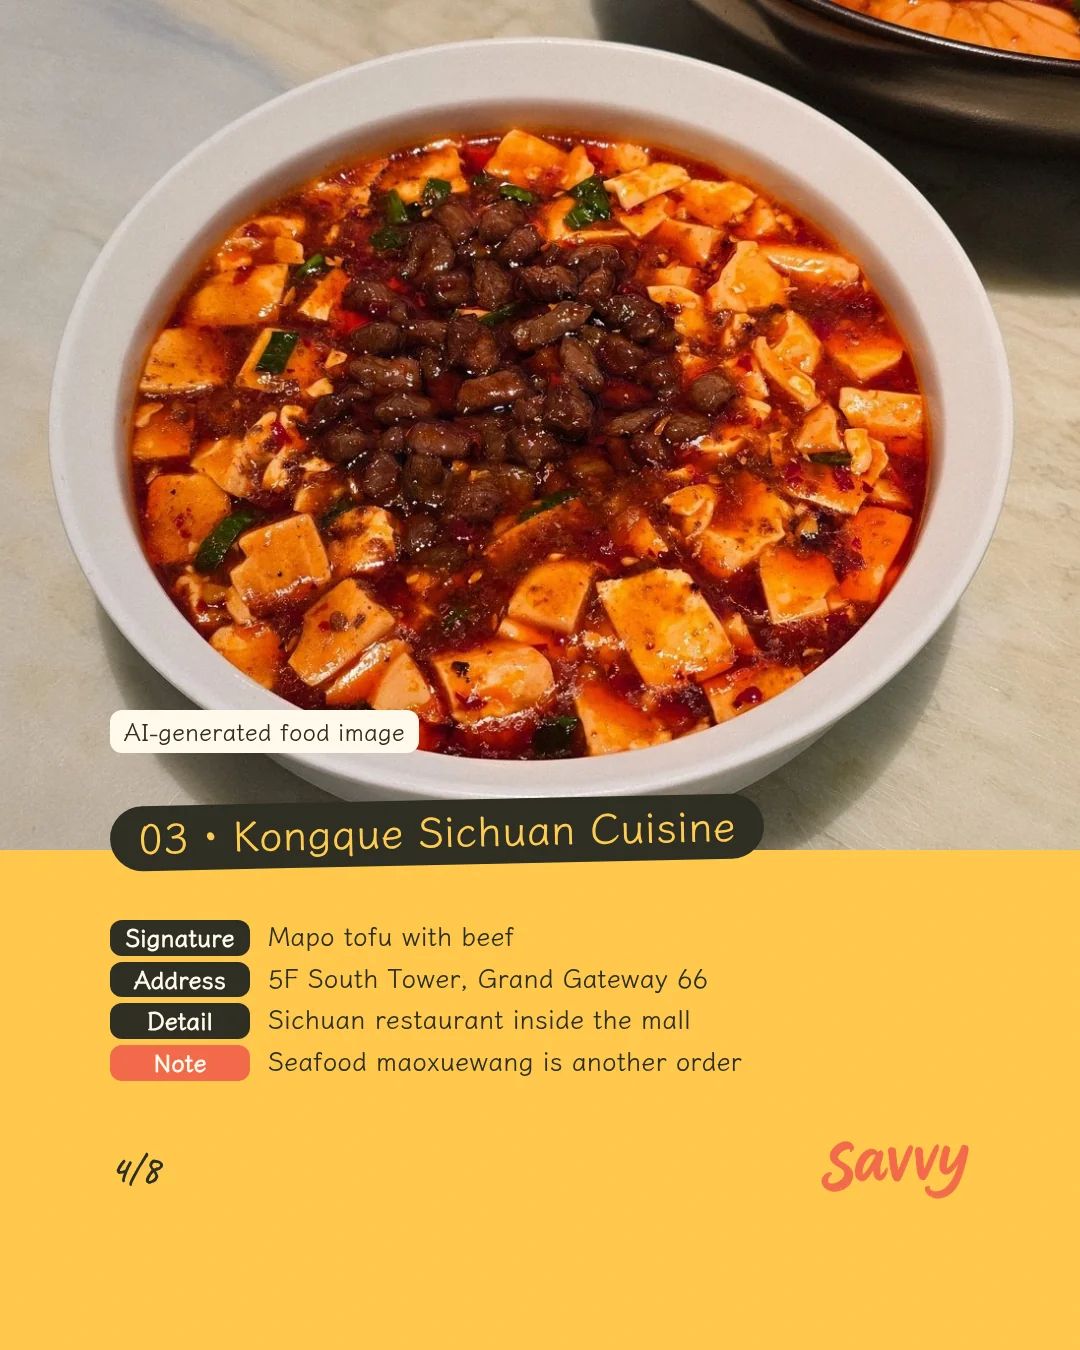 AI-generated food image
03 • Kongque Sichuan Cuisine
Signature Mapo tofu with beef
Address 5F South Tower, Grand Gateway 66
Detail Sichuan restaurant inside the mall
Note Seafood maoxuewang is another order
4/8
Savvy